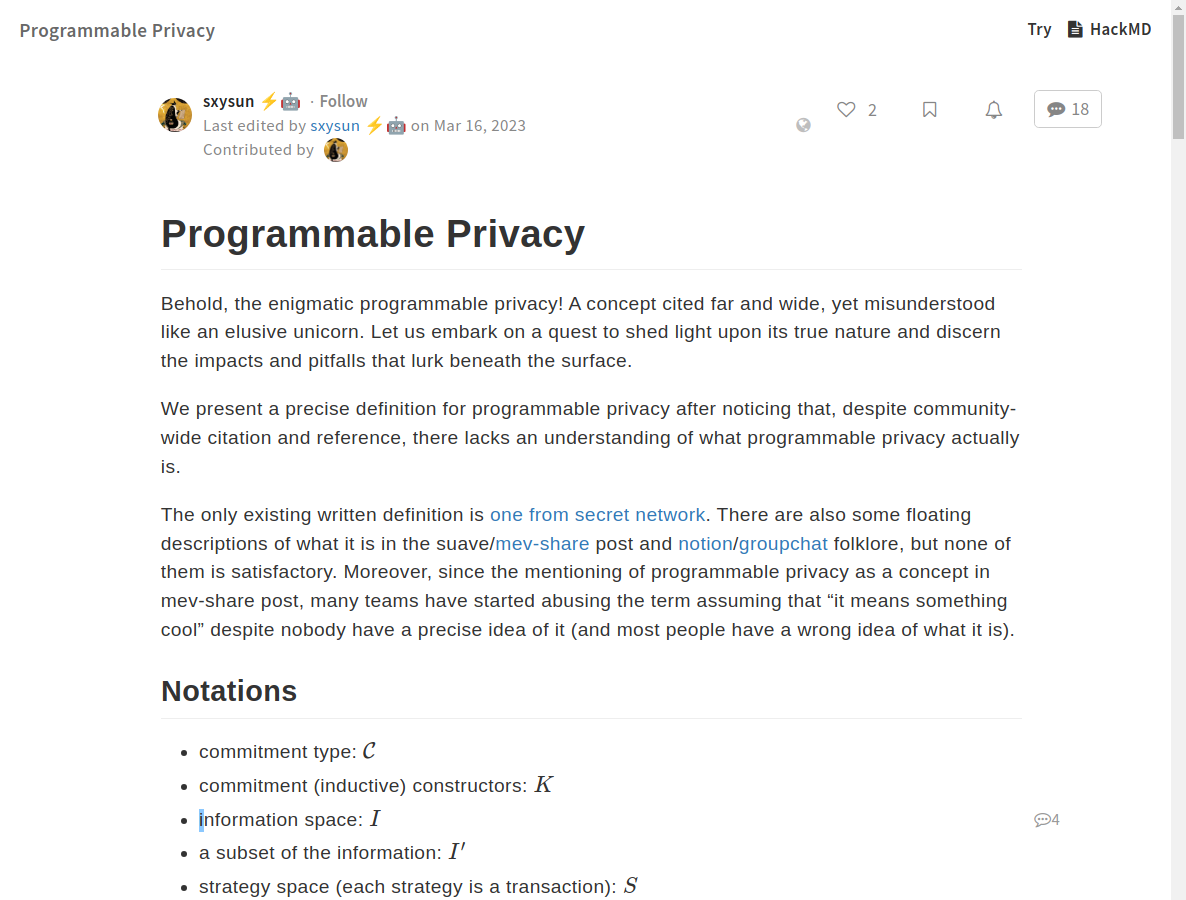 Programmable Privacy
Try HackMD
sxysun ⚡🤖 · Follow
Last edited by sxysun ⚡🤖 on Mar 16, 2023
Contributed by
2
18
Programmable Privacy
Behold, the enigmatic programmable privacy! A concept cited far and wide, yet misunderstood
like an elusive unicorn. Let us embark on a quest to shed light upon its true nature and discern
the impacts and pitfalls that lurk beneath the surface.
We present a precise definition for programmable privacy after noticing that, despite community-
wide citation and reference, there lacks an understanding of what programmable privacy actually
is.
The only existing written definition is one from secret network. There are also some floating
descriptions of what it is in the suave/mev-share post and notion/groupchat folklore, but none of
them is satisfactory. Moreover, since the mentioning of programmable privacy as a concept in
mev-share post, many teams have started abusing the term assuming that “it means something
cool” despite nobody have a precise idea of it (and most people have a wrong idea of what it is).
Notations
• commitment type: 𝒞
• commitment (inductive) constructors: K
• information space: I
4
• a subset of the information: I′
• strategy space (each strategy is a transaction): S